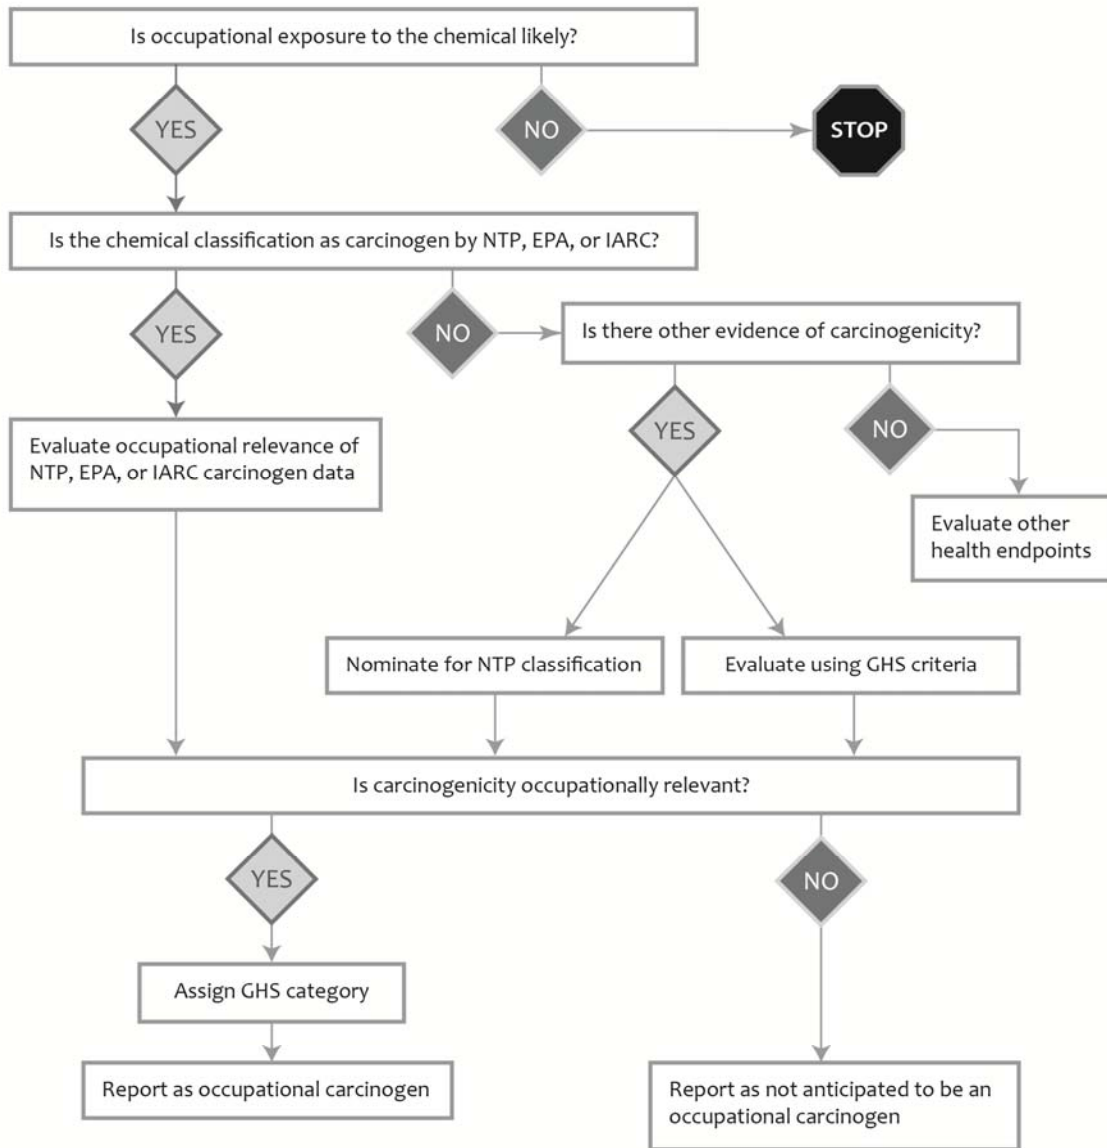 Is occupational exposure to the chemical likely?
YES
NO
STOP
Is the chemical classification as carcinogen by NTP, EPA, or IARC?
YES
NO
Is there other evidence of carcinogenicity?
Evaluate occupational relevance of
NTP, EPA, or IARC carcinogen data
YES
NO
Evaluate other
health endpoints
Nominate for NTP classification
Evaluate using GHS criteria
Is carcinogenicity occupationally relevant?
YES
NO
Assign GHS category
Report as occupational carcinogen
Report as not anticipated to be an
occupational carcinogen